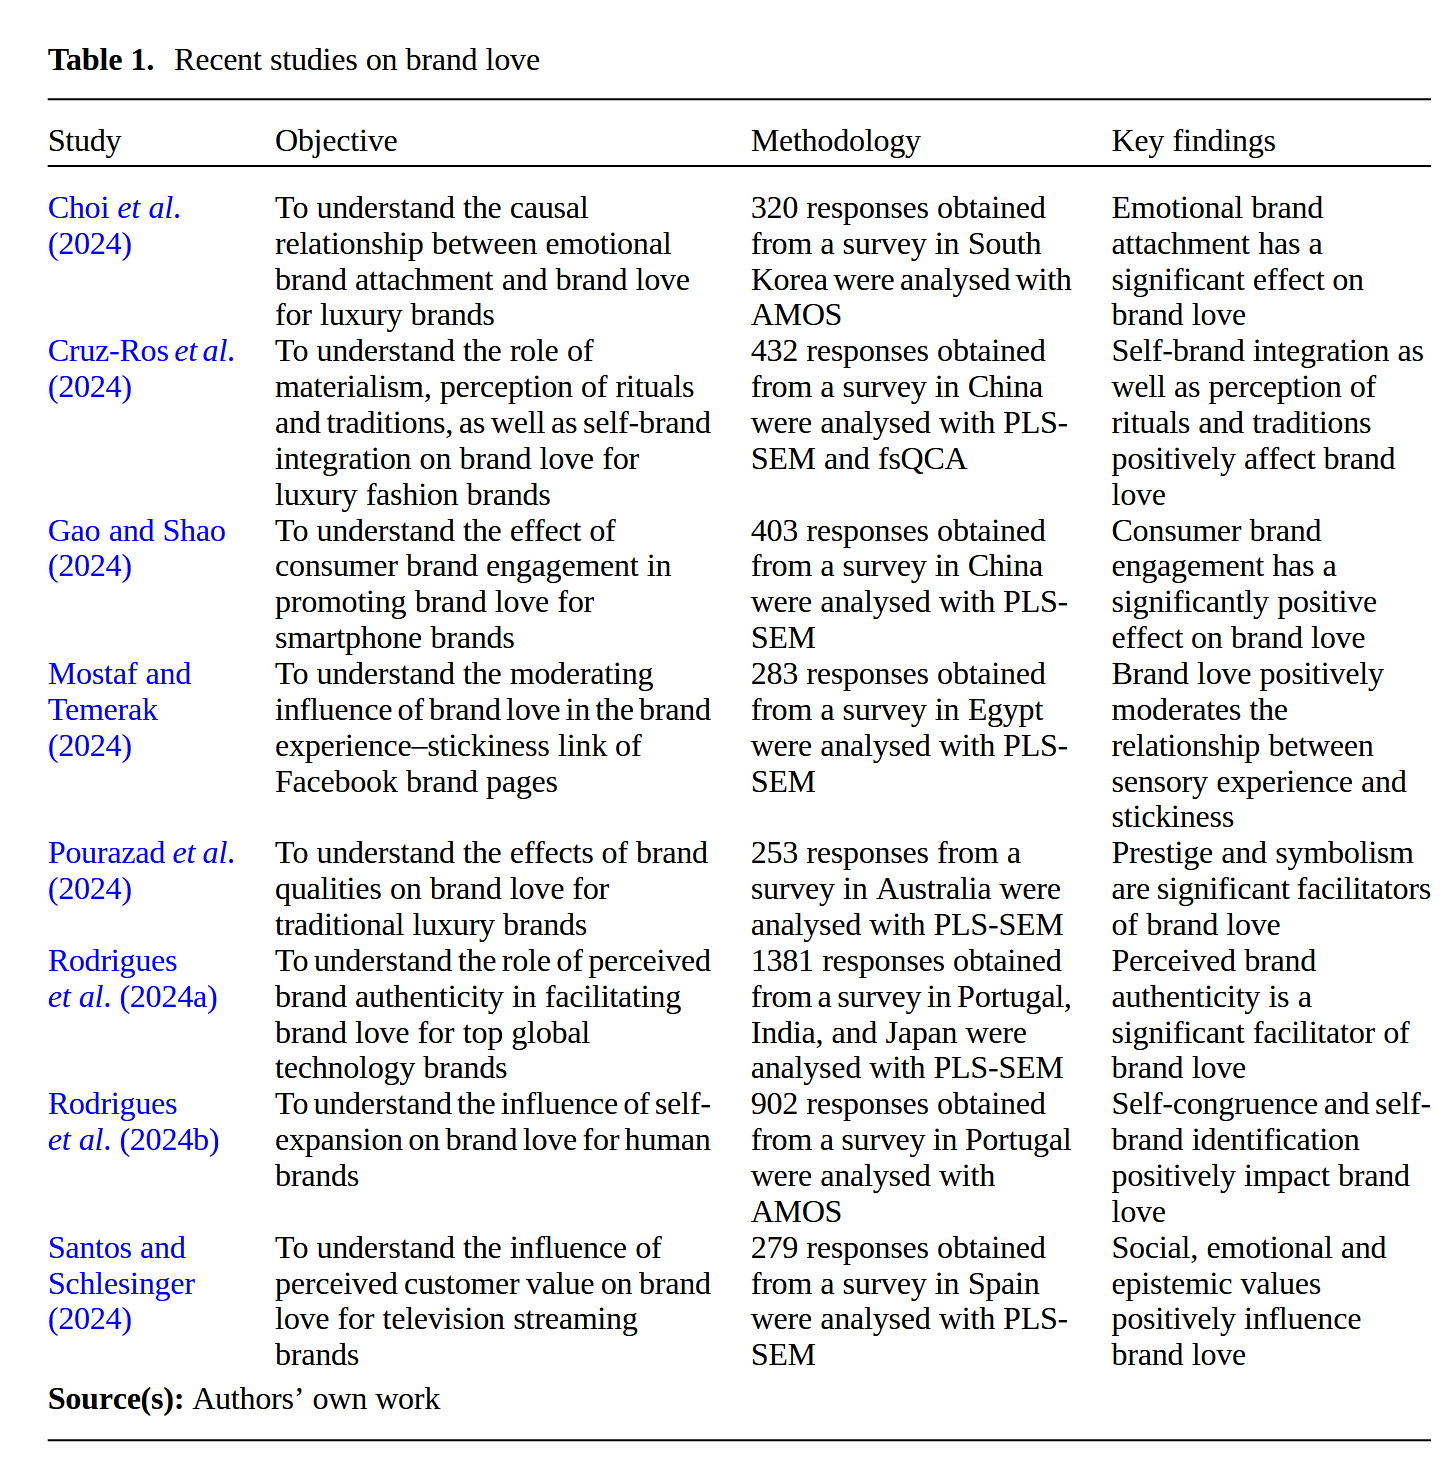 Table 1. Recent studies on brand love
Study Objective Methodology Key findings
Choi et al. To understand the causal 320 responses obtained Emotional brand
(2024) relationship between emotional from a survey in South attachment has a
brand attachment and brand love Korea were analysed with significant effect on
for luxury brands AMOS brand love
Cruz-Ros et al. To understand the role of 432 responses obtained Self-brand integration as
(2024) materialism, perception of rituals from a survey in China well as perception of
and traditions, as well as self-brand were analysed with PLS- rituals and traditions
integration on brand love for SEM and fsQCA positively affect brand
luxury fashion brands love
Gao and Shao To understand the effect of 403 responses obtained Consumer brand
(2024) consumer brand engagement in from a survey in China engagement has a
promoting brand love for were analysed with PLS- significantly positive
smartphone brands SEM effect on brand love
Mostaf and To understand the moderating 283 responses obtained Brand love positively
Temerak influence of brand love in the brand from a survey in Egypt moderates the
(2024) experience–stickiness link of were analysed with PLS- relationship between
Facebook brand pages SEM sensory experience and
stickiness
Pourazad et al. To understand the effects of brand 253 responses from a Prestige and symbolism
(2024) qualities on brand love for survey in Australia were are significant facilitators
traditional luxury brands analysed with PLS-SEM of brand love
Rodrigues To understand the role of perceived 1381 responses obtained Perceived brand
et al. (2024a) brand authenticity in facilitating from a survey in Portugal, authenticity is a
brand love for top global India, and Japan were significant facilitator of
technology brands analysed with PLS-SEM brand love
Rodrigues To understand the influence of self- 902 responses obtained Self-congruence and self-
et al. (2024b) expansion on brand love for human from a survey in Portugal brand identification
brands were analysed with positively impact brand
AMOS love
Santos and To understand the influence of 279 responses obtained Social, emotional and
Schlesinger perceived customer value on brand from a survey in Spain epistemic values
(2024) love for television streaming were analysed with PLS- positively influence
brands SEM brand love
Source(s): Authors’ own work